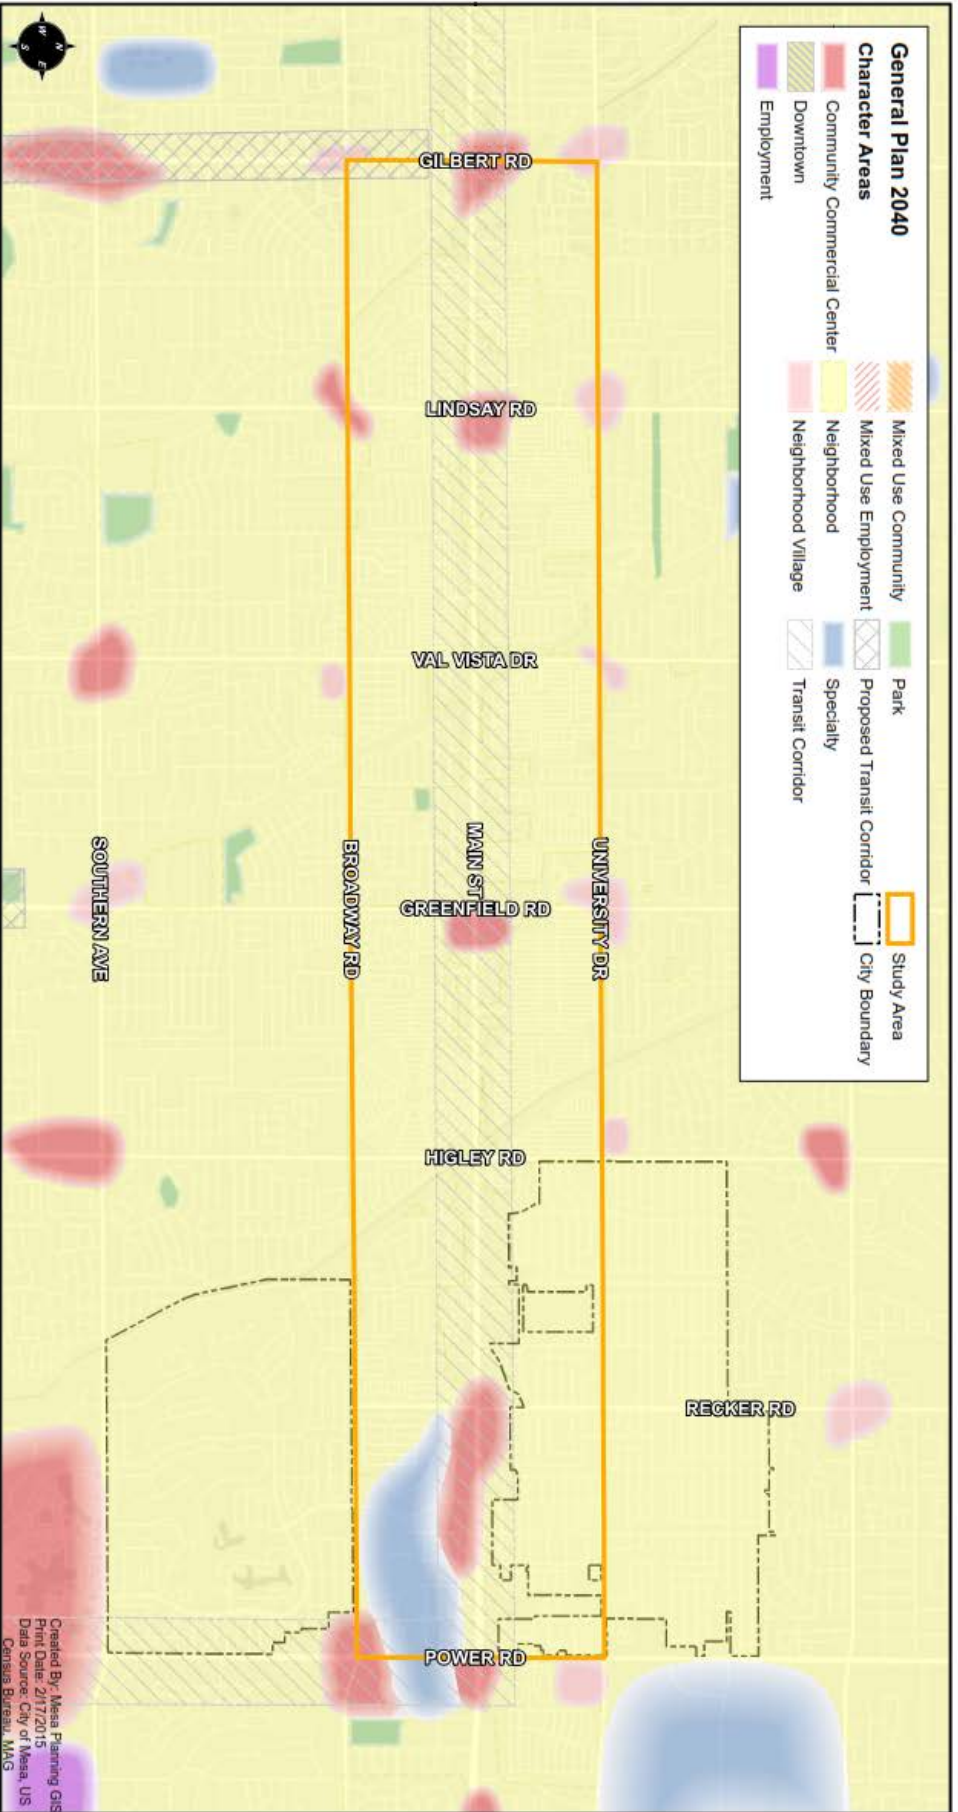 General Plan 2040
Character Areas
Community Commercial Center
Downtown
Employment
Mixed Use Community
Mixed Use Employment
Neighborhood
Neighborhood Village
Park
Proposed Transit Corridor
Specialty
Transit Corridor
Study Area
City Boundary
N
W
E
S
GILBERT RD
LINDSAY RD
VAL VISTA DR
GREENFIELD RD
HIGLEY RD
RECKER RD
POWER RD
UNIVERSITY DR
MAIN ST
BROADWAY RD
SOUTHERN AVE
Created By: Mesa Planning GIS
Print Date: 2/17/2015
Data Source: City of Mesa, US
Census Bureau, MAG